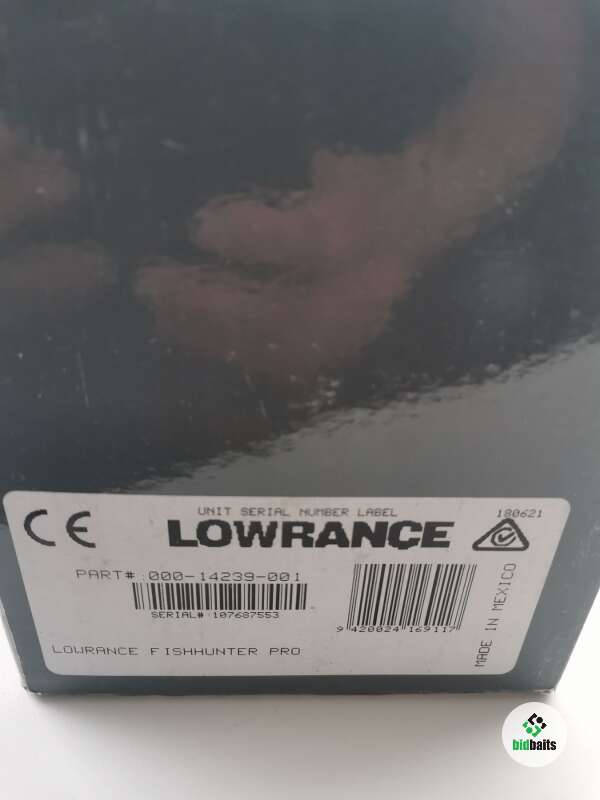 UNIT SERIAL NUMBER LABEL
180621
CE
LOWRANCE
PART# 000-14239-001
SERIAL# 107687553
9 420024 169117
LOWRANCE FISHHUNTER PRO
MADE IN MEXICO
bidbaits